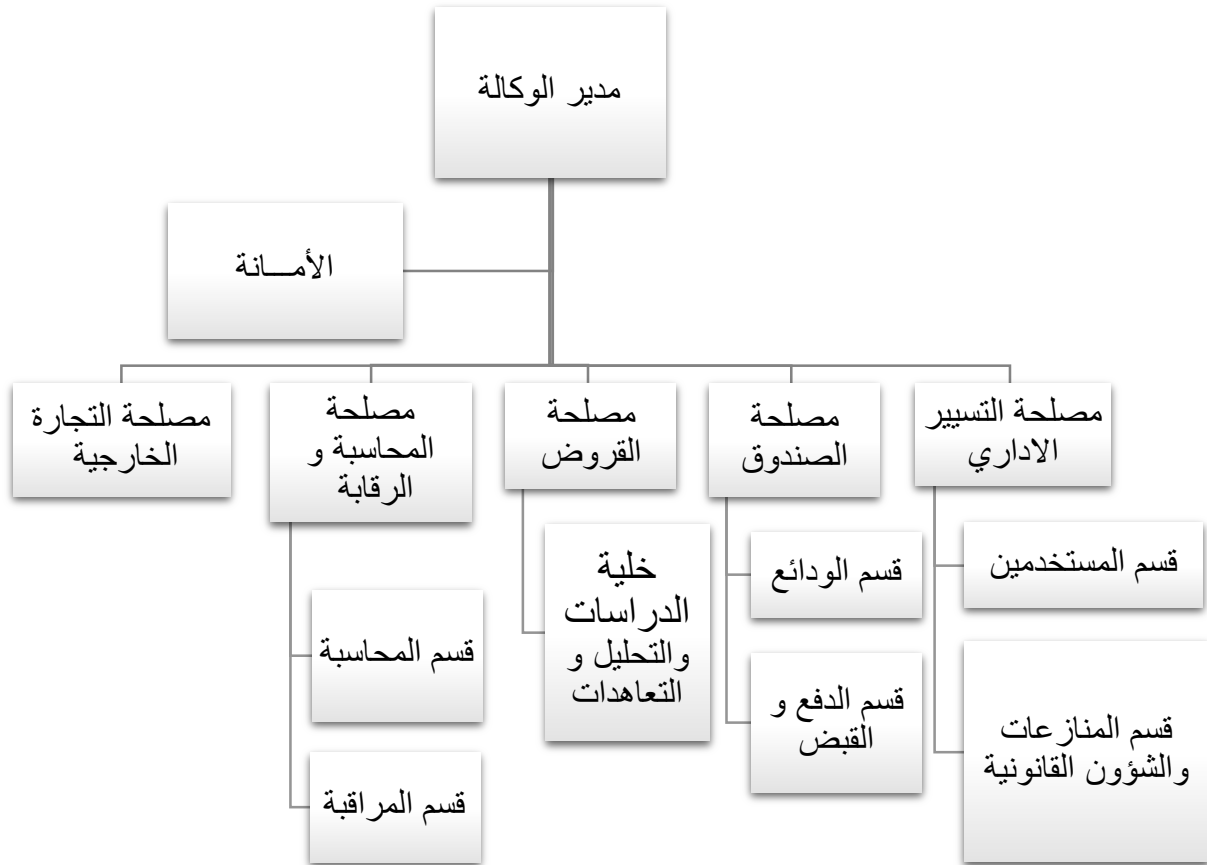 مدير الوكالة
الأمـــانة
مصلحة التسيير
الاداري
مصلحة
الصندوق
مصلحة
القروض
مصلحة
المحاسبة و
الرقابة
مصلحة التجارة
الخارجية
قسم المستخدمين
قسم المنازعات
والشؤون القانونية
قسم الودائع
قسم الدفع و
القبض
خلية
الدراسات
والتحليل و
التعاهدات
قسم المحاسبة
قسم المراقبة